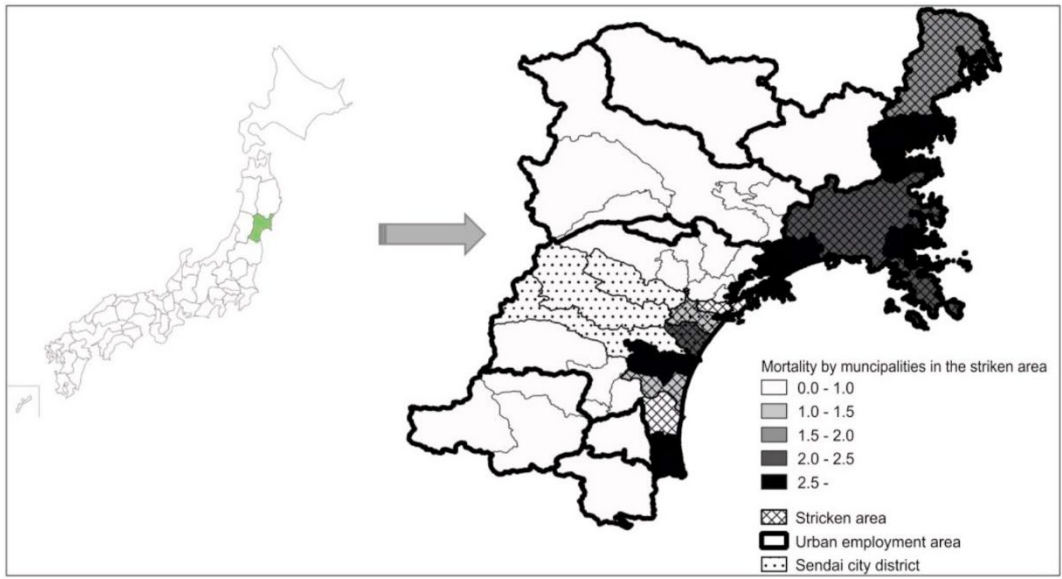 Mortality by muncipalities in the striken area
0.0 - 1.0
1.0 - 1.5
1.5 - 2.0
2.0 - 2.5
2.5 -
Stricken area
Urban employment area
Sendai city district